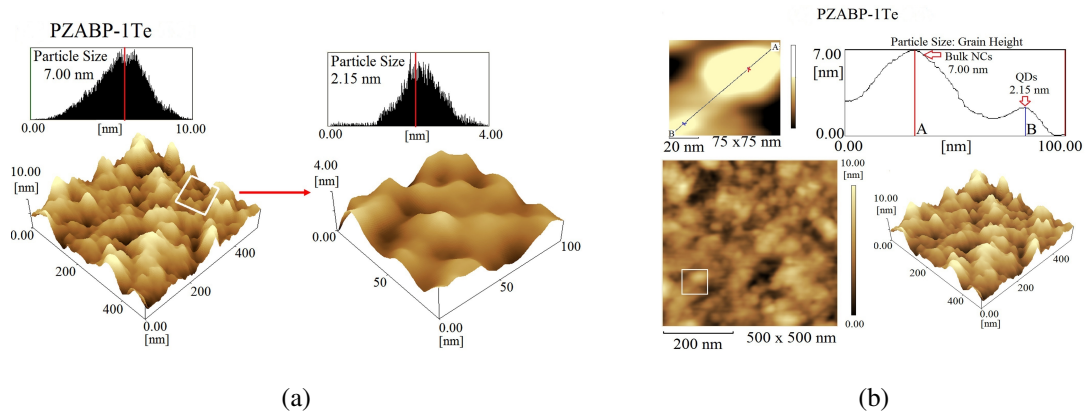 PZABP-1Te
Particle Size
7.00 nm
0.00 [nm] 10.00
Particle Size
2.15 nm
0.00 [nm] 4.00
10.00
[nm]
0.00
200
400
0.00
[nm]
200
400
4.00
[nm]
0.00
50
0.00
[nm]
50
100
(a)
PZABP-1Te
A
B
20 nm 75 x75 nm
Particle Size: Grain Height
7.00
[nm]
Bulk NCs
7.00 nm
QDs
2.15 nm
0.00
A
B
0.00 [nm] 100.00
200 nm 500 x 500 nm
10.00
[nm]
0.00
10.00
[nm]
0.00
200
400
0.00
[nm]
200
400
(b)